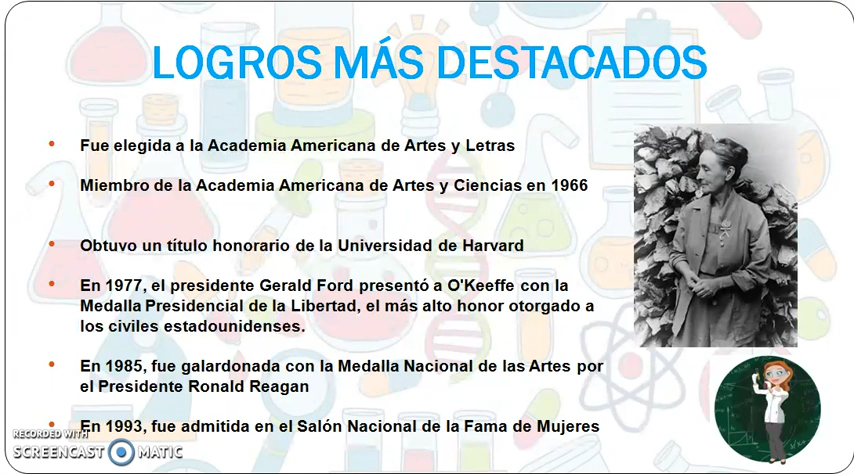 LOGROS MÁS DESTACADOS
• Fue elegida a la Academia Americana de Artes y Letras
• Miembro de la Academia Americana de Artes y Ciencias en 1966
• Obtuvo un título honorario de la Universidad de Harvard
• En 1977, el presidente Gerald Ford presentó a O'Keeffe con la
Medalla Presidencial de la Libertad, el más alto honor otorgado a
los civiles estadounidenses.
• En 1985, fue galardonada con la Medalla Nacional de las Artes por
el Presidente Ronald Reagan
• En 1993, fue admitida en el Salón Nacional de la Fama de Mujeres
RECORDED WITH
SCREENCAST MATIC